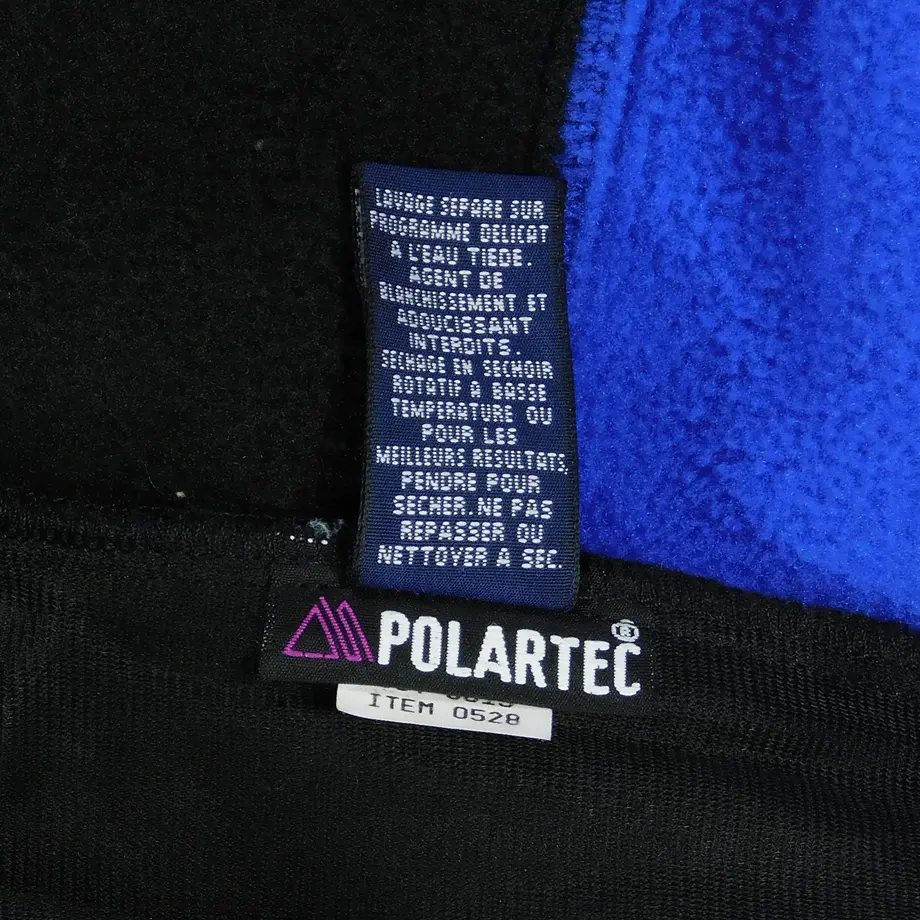 LAVAGE SEPARE SUR
PROGRAMME DELICAT
A L'EAU TIEDE.
AGENT DE
BLANCHISSEMENT ET
ADOUCISSANT
INTERDITS.
SECHAGE EN SECHOIR
ROTATIF A BASSE
TEMPERATURE OU
POUR LES
MEILLEURS RESULTATS,
PENDRE POUR
SECHER. NE PAS
REPASSER OU
NETTOYER A SEC.
POLARTEC®
ITEM 0528